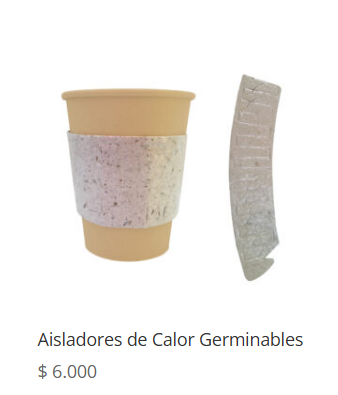 Aisladores de Calor Germinables
$ 6.000